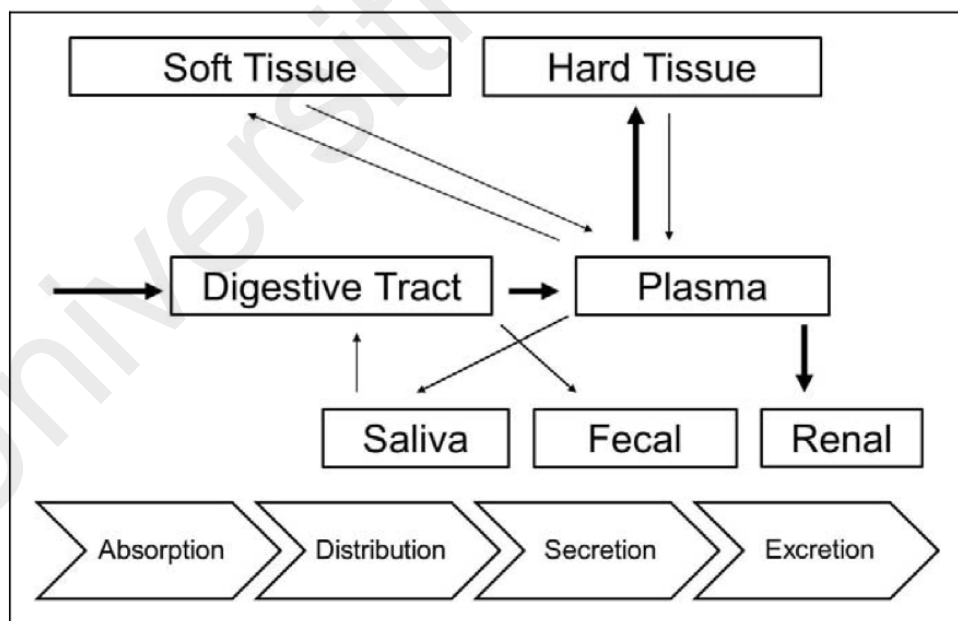 Soft Tissue
Hard Tissue
Digestive Tract
Plasma
Saliva
Fecal
Renal
Absorption
Distribution
Secretion
Excretion